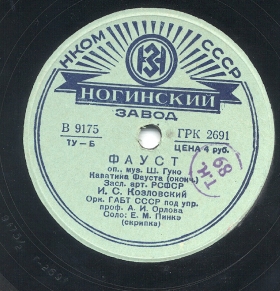 НКОМ СССР
НОГИНСКИЙ
ЗАВОД
В 9175
ГРК 2691
ТУ—Б
ЦЕНА 4 руб.
ФАУСТ
оп., муз. Ш. Гуно
Каватина Фауста (оконч.)
Засл. арт. РСФСР
И. С. Козловский
Орк. ГАБТ СССР под упр.
проф. А. И. Орлова
Соло: Е. М. Пинкэ
(скрипка)